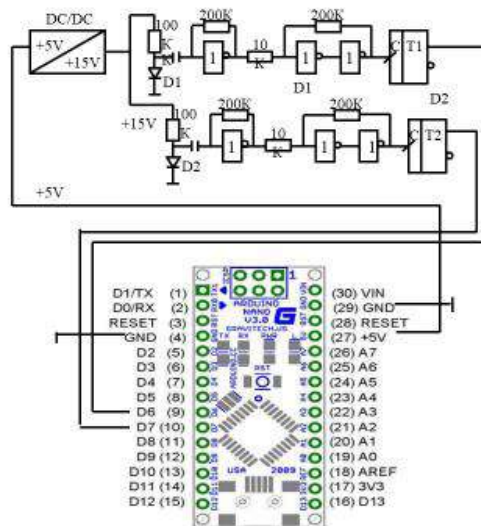 DC/DC
+5V
+15V
100
K
D1
200K
1
10
K
200K
1
1
D1
C
T1
D2
+15V
100
K
D2
200K
1
10
K
200K
1
1
C
T2
+5V
1
ARDUINO
NANO
V3.0
G
GRAVITECH.US
TX RX PWR L
RST
USA 2009
D1/TX (1)
D0/RX (2)
RESET (3)
GND (4)
D2 (5)
D3 (6)
D4 (7)
D5 (8)
D6 (9)
D7 (10)
D8 (11)
D9 (12)
D10 (13)
D11 (14)
D12 (15)
(30) VIN
(29) GND
(28) RESET
(27) +5V
(26) A7
(25) A6
(24) A5
(23) A4
(22) A3
(21) A2
(20) A1
(19) A0
(18) AREF
(17) 3V3
(16) D13